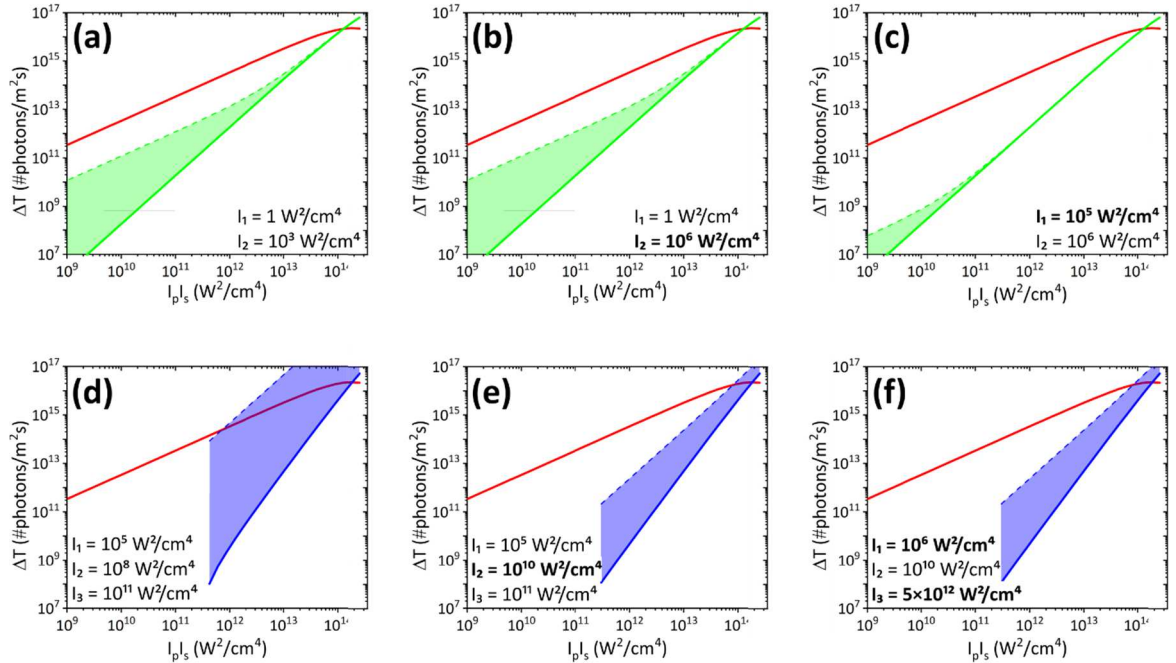 (a)
10¹⁷
10¹⁵
10¹³
10¹¹
10⁹
10⁷
ΔT (#photons/m²s)
I₁ = 1 W²/cm⁴
I₂ = 10³ W²/cm⁴
10⁹ 10¹⁰ 10¹¹ 10¹² 10¹³ 10¹⁴
IₚIₛ (W²/cm⁴)
(b)
10¹⁷
10¹⁵
10¹³
10¹¹
10⁹
10⁷
ΔT (#photons/m²s)
I₁ = 1 W²/cm⁴
I₂ = 10⁶ W²/cm⁴
10⁹ 10¹⁰ 10¹¹ 10¹² 10¹³ 10¹⁴
IₚIₛ (W²/cm⁴)
(c)
10¹⁷
10¹⁵
10¹³
10¹¹
10⁹
10⁷
ΔT (#photons/m²s)
I₁ = 10⁵ W²/cm⁴
I₂ = 10⁶ W²/cm⁴
10⁹ 10¹⁰ 10¹¹ 10¹² 10¹³ 10¹⁴
IₚIₛ (W²/cm⁴)
(d)
10¹⁷
10¹⁵
10¹³
10¹¹
10⁹
10⁷
ΔT (#photons/m²s)
I₁ = 10⁵ W²/cm⁴
I₂ = 10⁸ W²/cm⁴
I₃ = 10¹¹ W²/cm⁴
10⁹ 10¹⁰ 10¹¹ 10¹² 10¹³ 10¹⁴
IₚIₛ (W²/cm⁴)
(e)
10¹⁷
10¹⁵
10¹³
10¹¹
10⁹
10⁷
ΔT (#photons/m²s)
I₁ = 10⁵ W²/cm⁴
I₂ = 10¹⁰ W²/cm⁴
I₃ = 10¹¹ W²/cm⁴
10⁹ 10¹⁰ 10¹¹ 10¹² 10¹³ 10¹⁴
IₚIₛ (W²/cm⁴)
(f)
10¹⁷
10¹⁵
10¹³
10¹¹
10⁹
10⁷
ΔT (#photons/m²s)
I₁ = 10⁶ W²/cm⁴
I₂ = 10¹⁰ W²/cm⁴
I₃ = 5×10¹² W²/cm⁴
10⁹ 10¹⁰ 10¹¹ 10¹² 10¹³ 10¹⁴
IₚIₛ (W²/cm⁴)